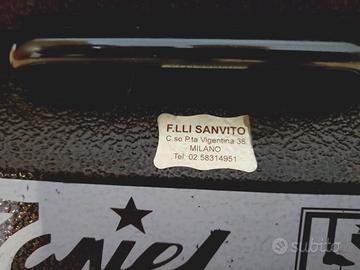 F.LLI SANVITO
C.so P.ta Vigentina 38
MILANO
Tel: 02.58314951
subito